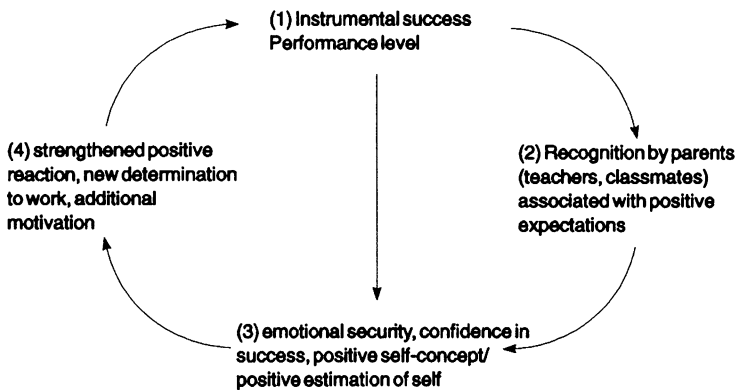 (1) Instrumental success
Performance level
(2) Recognition by parents
(teachers, classmates)
associated with positive
expectations
(3) emotional security, confidence in
success, positive self-concept/
positive estimation of self
(4) strengthened positive
reaction, new determination
to work, additional
motivation